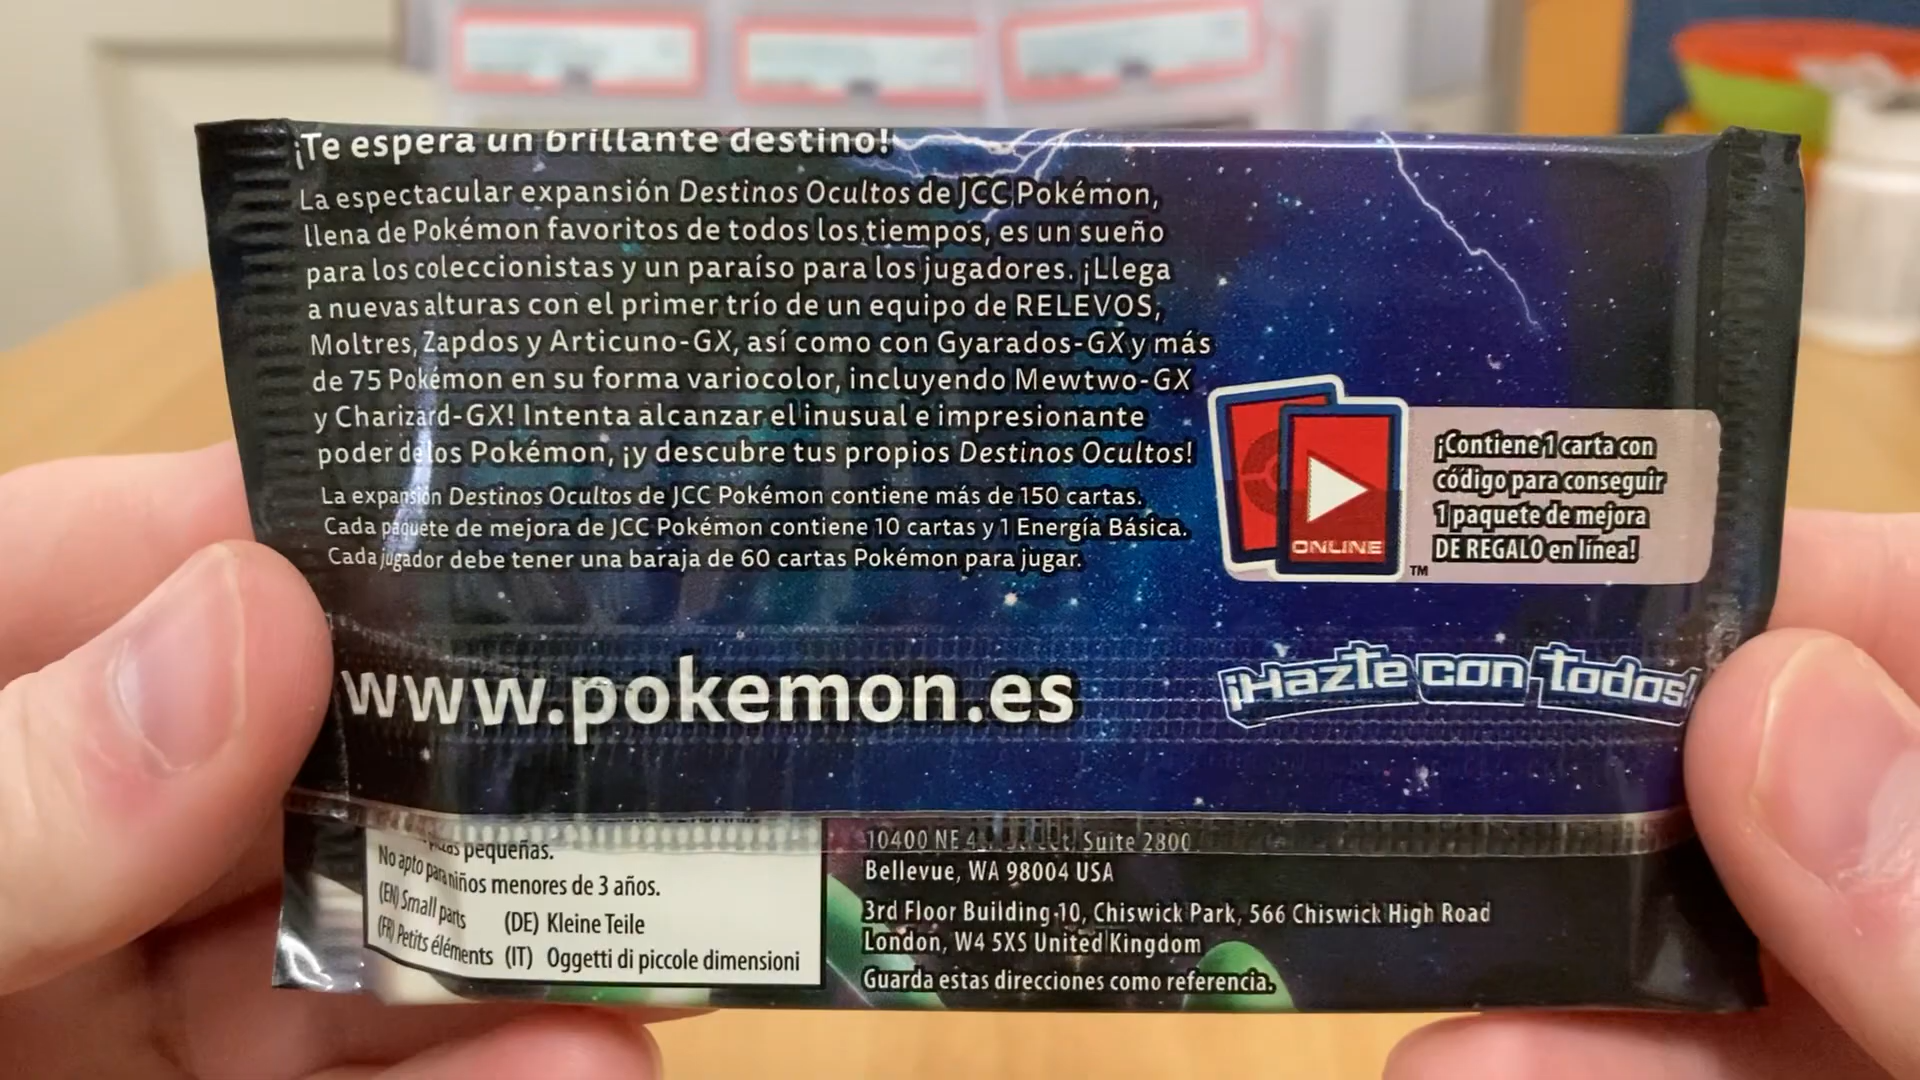 ¡Te espera un brillante destino!
La espectacular expansión Destinos Ocultos de JCC Pokémon,
llena de Pokémon favoritos de todos los tiempos, es un sueño
para los coleccionistas y un paraíso para los jugadores. ¡Llega
a nuevas alturas con el primer trío de un equipo de RELEVOS,
Moltres, Zapdos y Articuno-GX, así como con Gyarados-GX y más
de 75 Pokémon en su forma variocolor, incluyendo Mewtwo-GX
y Charizard-GX! Intenta alcanzar el inusual e impresionante
poder de los Pokémon, ¡y descubre tus propios Destinos Ocultos!
La expansión Destinos Ocultos de JCC Pokémon contiene más de 150 cartas.
Cada paquete de mejora de JCC Pokémon contiene 10 cartas y 1 Energía Básica.
Cada jugador debe tener una baraja de 60 cartas Pokémon para jugar.
ONLINE
TM
¡Contiene 1 carta con
código para conseguir
1 paquete de mejora
DE REGALO en línea!
www.pokemon.es
¡Hazte con todos!
pequeñas.
No apto para niños menores de 3 años.
(EN) Small parts (DE) Kleine Teile
(FR) Petits éléments (IT) Oggetti di piccole dimensioni
10400 NE Suite 2800
Bellevue, WA 98004 USA
3rd Floor Building 10, Chiswick Park, 566 Chiswick High Road
London, W4 5XS United Kingdom
Guarda estas direcciones como referencia.